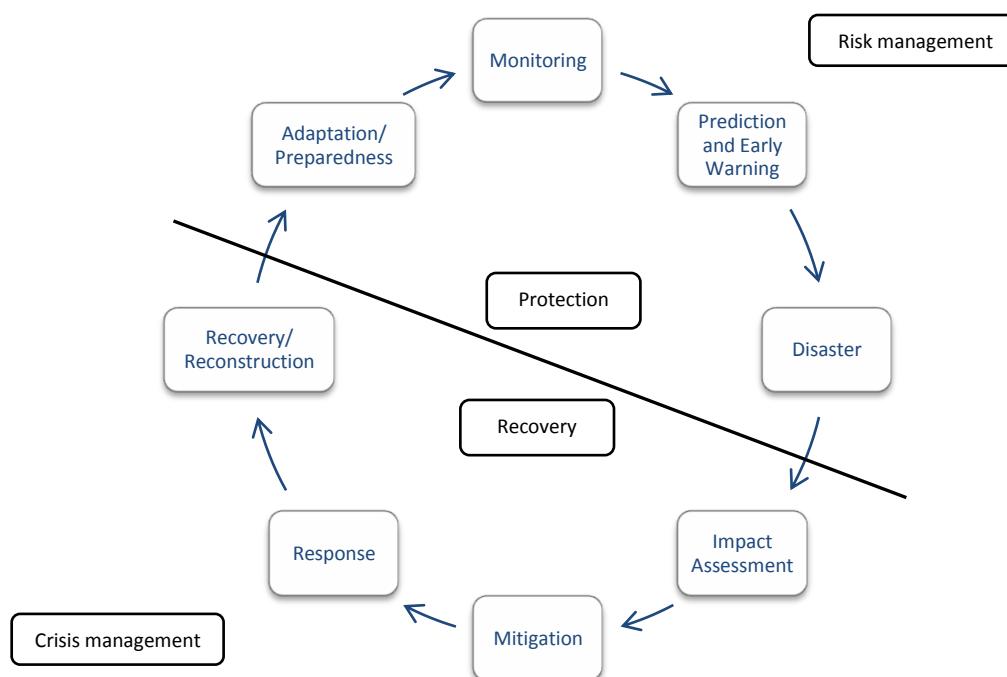 Risk management
Monitoring
Adaptation/
Preparedness
Prediction
and Early
Warning
Protection
Recovery/
Reconstruction
Disaster
Recovery
Response
Impact
Assessment
Crisis management
Mitigation